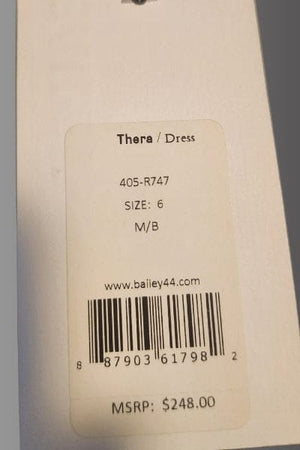 Thera / Dress
405-R747
SIZE: 6
M/B
www.bailey44.com
8 87903 61798 2
MSRP: $248.00